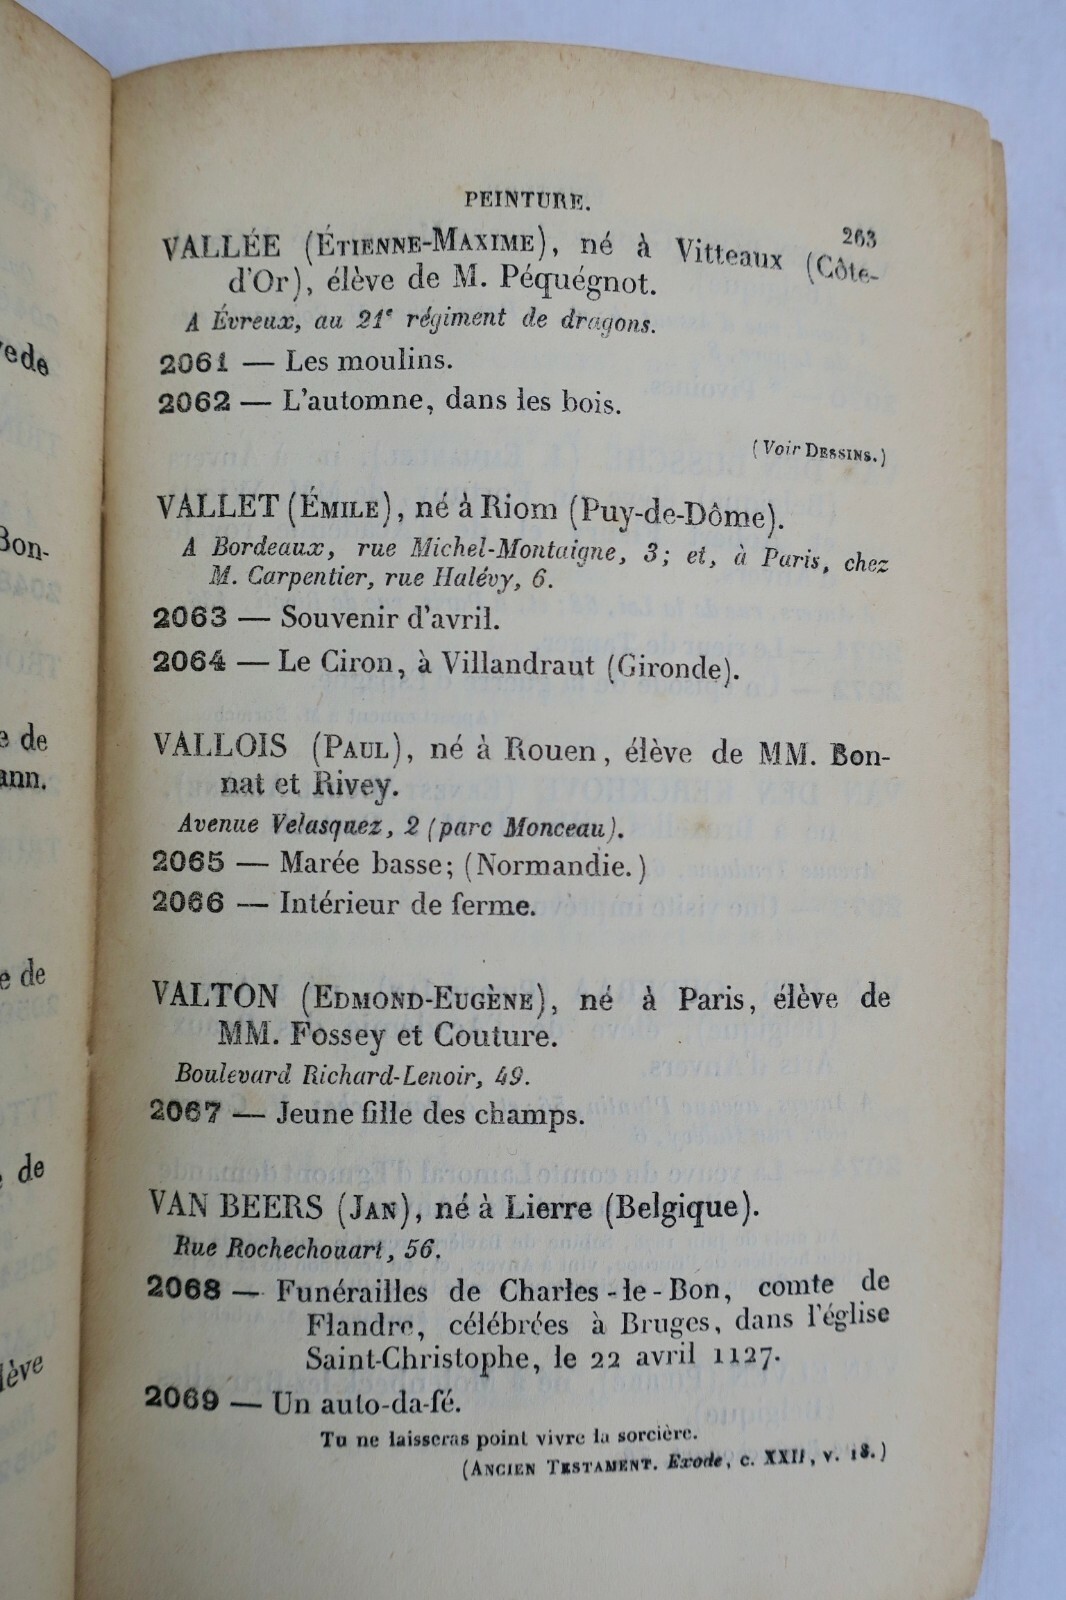 PEINTURE.
263
VALLÉE (ÉTIENNE-MAXIME), né à Vitteaux (Côte-
d'Or), élève de M. Péquégnot.
A Évreux, au 21e régiment de dragons.
2061 — Les moulins.
2062 — L'automne, dans les bois.
(Voir DESSINS.)
VALLET (ÉMILE), né à Riom (Puy-de-Dôme).
A Bordeaux, rue Michel-Montaigne, 3; et, à Paris, chez
M. Carpentier, rue Halévy, 6.
2063 — Souvenir d'avril.
2064 — Le Ciron, à Villandraut (Gironde).
VALLOIS (PAUL), né à Rouen, élève de MM. Bon-
nat et Rivey.
Avenue Velasquez, 2 (parc Monceau).
2065 — Marée basse; (Normandie.)
2066 — Intérieur de ferme.
VALTON (EDMOND-EUGÈNE), né à Paris, élève de
MM. Fossey et Couture.
Boulevard Richard-Lenoir, 49.
2067 — Jeune fille des champs.
VAN BEERS (JAN), né à Lierre (Belgique).
Rue Rochechouart, 56.
2068 — Funérailles de Charles-le-Bon, comte de
Flandre, célébrées à Bruges, dans l'église
Saint-Christophe, le 22 avril 1127.
2069 — Un auto-da-fé.
Tu ne laisseras point vivre la sorcière.
(ANCIEN TESTAMENT. Exode, c. XXII, v. 18.)